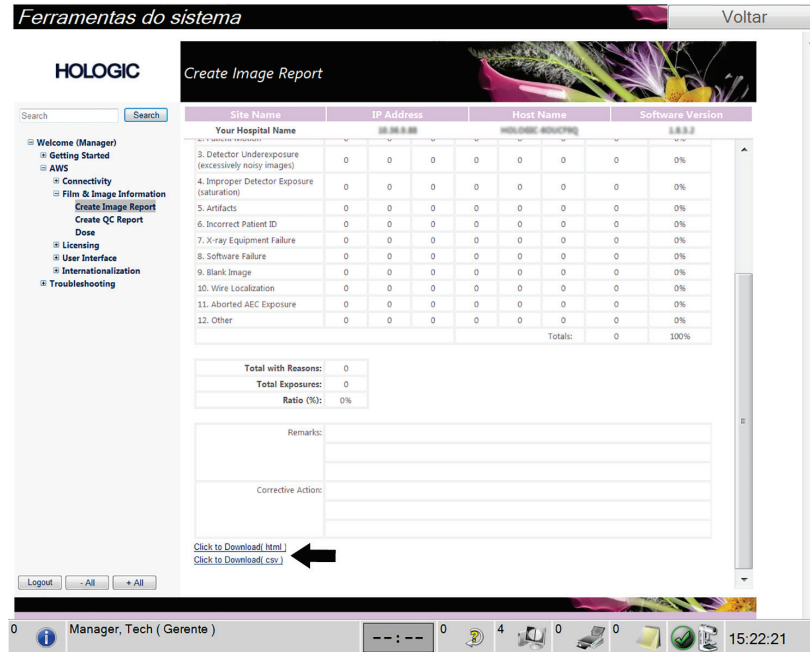 Ferramentas do sistema
Voltar
HOLOGIC
Create Image Report
Search
Search
Site Name IP Address Host Name Software Version
Your Hospital Name
Welcome (Manager)
Getting Started
AWS
Connectivity
Film & Image Information
Create Image Report
Create QC Report
Dose
Licensing
User Interface
Internationalization
Troubleshooting
3. Detector Underexposure
(excessively noisy images) 0 0 0 0 0 0 0 0%
4. Improper Detector Exposure
(saturation) 0 0 0 0 0 0 0 0%
5. Artifacts 0 0 0 0 0 0 0 0%
6. Incorrect Patient ID 0 0 0 0 0 0 0 0%
7. X-ray Equipment Failure 0 0 0 0 0 0 0 0%
8. Software Failure 0 0 0 0 0 0 0 0%
9. Blank Image 0 0 0 0 0 0 0 0%
10. Wire Localization 0 0 0 0 0 0 0 0%
11. Aborted AEC Exposure 0 0 0 0 0 0 0 0%
12. Other 0 0 0 0 0 0 0 0%
Totals: 0 100%
Total with Reasons: 0
Total Exposures: 0
Ratio (%): 0%
Remarks:
Corrective Action:
Click to Download( html )
Click to Download( csv )
Logout - All + All
0 Manager, Tech ( Gerente ) --:-- 0 4 0 0 15:22:21